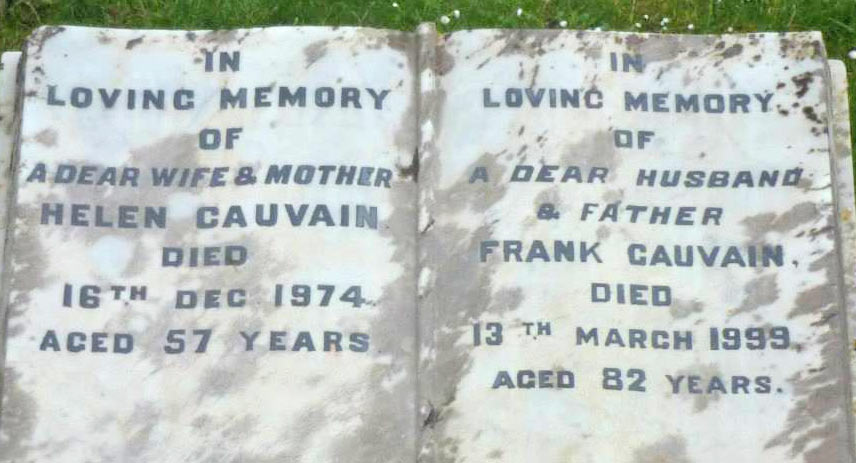 IN
LOVING MEMORY
OF
A DEAR WIFE & MOTHER
HELEN CAUVAIN
DIED
16TH DEC 1974
AGED 57 YEARS
IN
LOVING MEMORY
OF
A DEAR HUSBAND
& FATHER
FRANK CAUVAIN.
DIED
13TH MARCH 1999
AGED 82 YEARS.